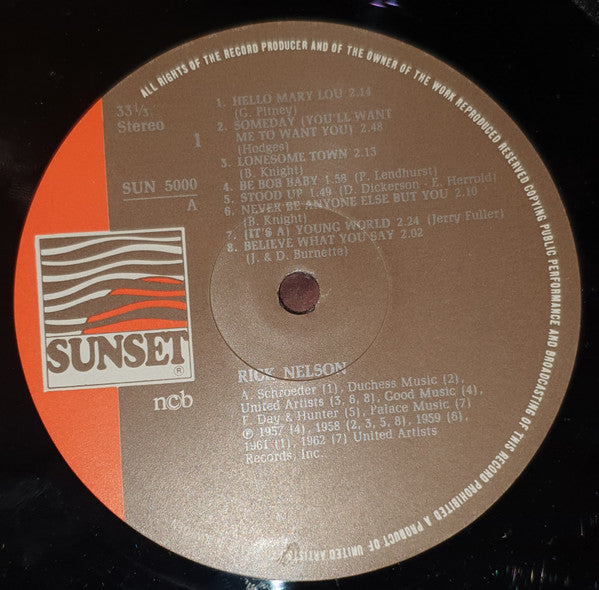 ALL RIGHTS OF THE RECORD PRODUCER AND OF THE OWNER OF THE WORK REPRODUCED RESERVED COPYING PUBLIC PERFORMANCE AND BROADCASTING OF THIS RECORD PROHIBITED A PRODUCT OF UNITED ARTISTS
33⅓
Stereo
1
SUN 5000
A
1. HELLO MARY LOU 2.14
(G. Pitney)
2. SOMEDAY (YOU'LL WANT
ME TO WANT YOU) 2.48
(Hodges)
3. LONESOME TOWN 2.13
(B. Knight)
4. BE BOB BABY 1.58 (P. Lendhurst)
5. STOOD UP 1.49 (D. Dickerson - E. Herrold)
6. NEVER BE ANYONE ELSE BUT YOU 2.10
(B. Knight)
7. (IT'S A) YOUNG WORLD 2.24 (Jerry Fuller)
8. BELIEVE WHAT YOU SAY 2.02
(J. & D. Burnette)
SUNSET®
ncb
RICK NELSON
A. Schroeder (1), Duchess Music (2),
United Artists (3, 6, 8), Good Music (4),
F. Day & Hunter (5), Palace Music (7)
℗ 1957 (4), 1958 (2, 3, 5, 8), 1959 (6),
1961 (1), 1962 (7) United Artists
Records, Inc.